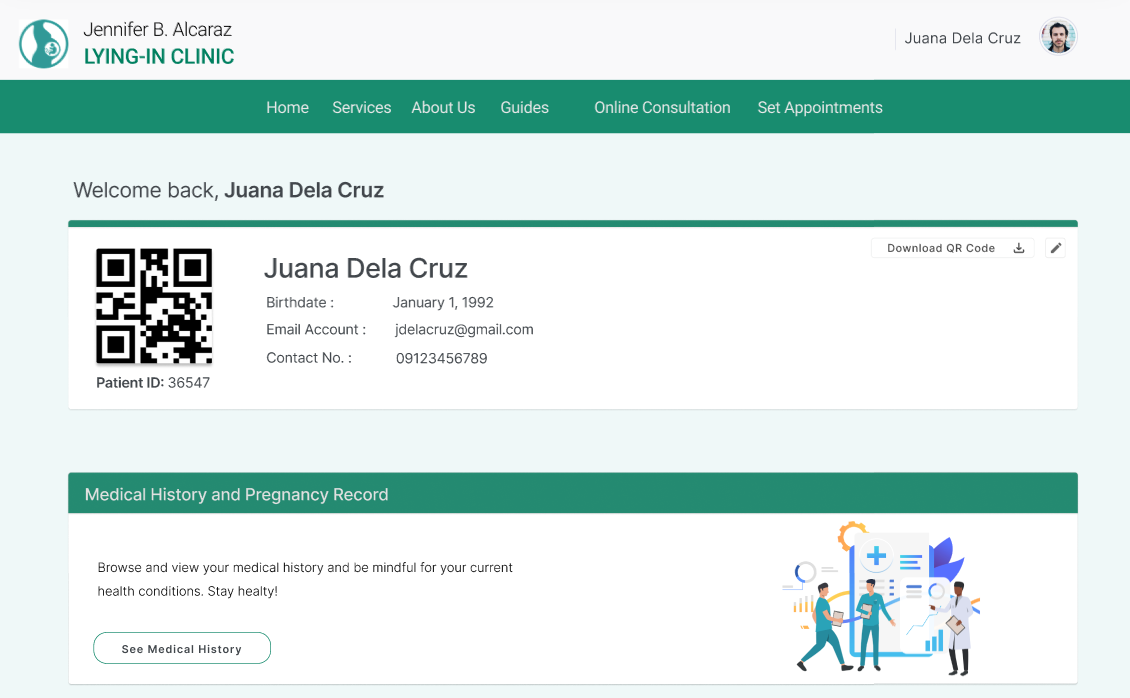 Jennifer B. Alcaraz
LYING-IN CLINIC
Juana Dela Cruz
Home Services About Us Guides Online Consultation Set Appointments
Welcome back, Juana Dela Cruz
Download QR Code
Juana Dela Cruz
Birthdate : January 1, 1992
Email Account : jdelacruz@gmail.com
Contact No. : 09123456789
Patient ID: 36547
Medical History and Pregnancy Record
Browse and view your medical history and be mindful for your current
health conditions. Stay healty!
See Medical History